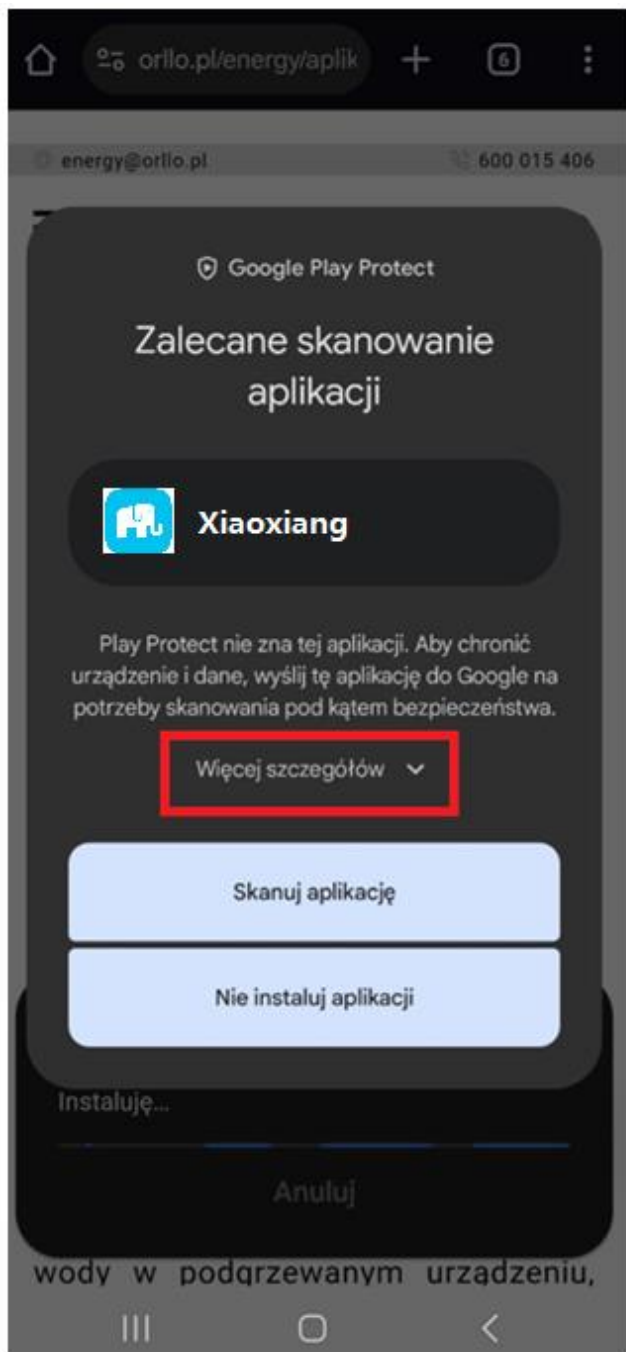 orllo.pl/energy/aplik
6
energy@orllo.pl
600 015 406
Google Play Protect
Zalecane skanowanie
aplikacji
Xiaoxiang
Play Protect nie zna tej aplikacji. Aby chronić
urządzenie i dane, wyślij tę aplikację do Google na
potrzeby skanowania pod kątem bezpieczeństwa.
Więcej szczegółów
Skanuj aplikację
Nie instaluj aplikacji
Instaluję...
Anuluj
wody w podgrzewanym urządzeniu,